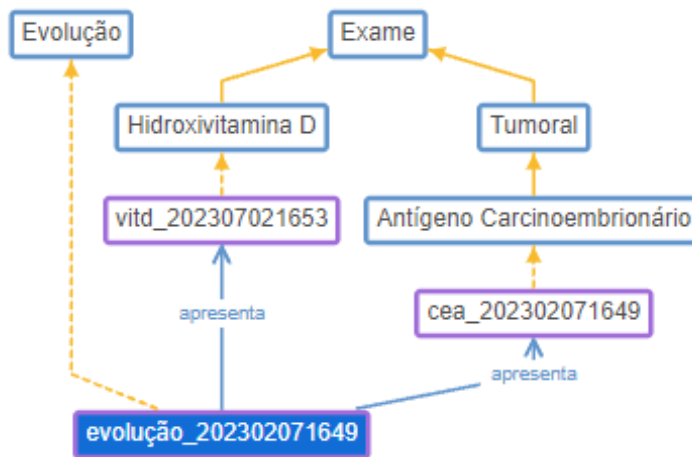 Evolução
Exame
Hidroxivitamina D
Tumoral
vitd_202307021653
Antígeno Carcinoembrionário
apresenta
cea_202302071649
apresenta
evolução_202302071649